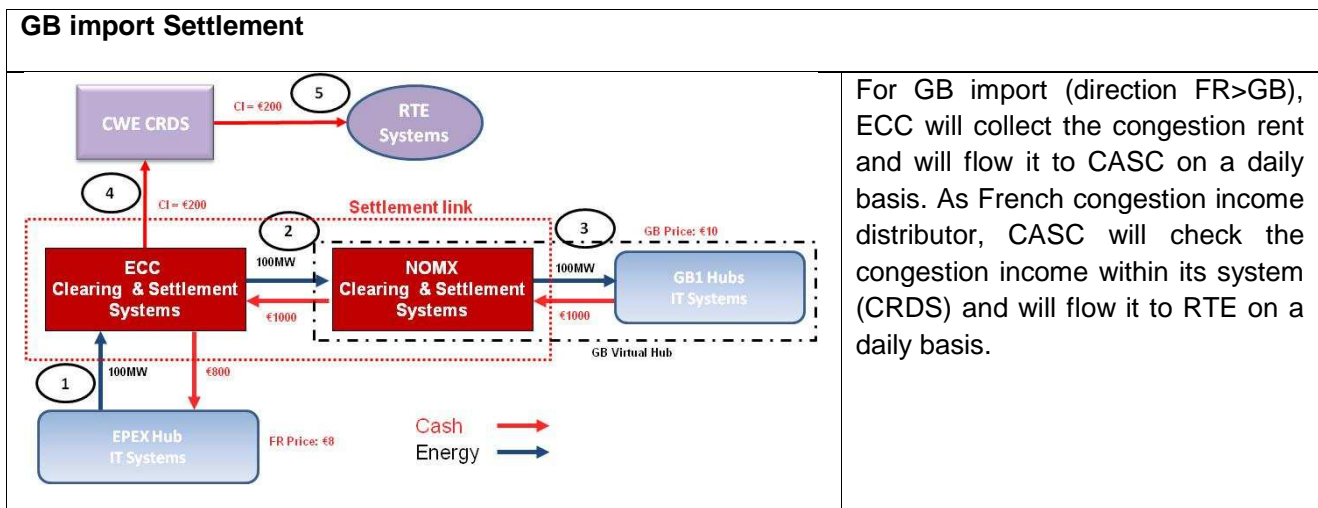 GB import Settlement
CI = €200
5
CWE CRDS
RTE
Systems
4
CI = €200
Settlement link
2
3
GB Price: €10
100MW
ECC
Clearing & Settlement
Systems
NOMX
Clearing & Settlement
Systems
100MW
GB1 Hubs
IT Systems
€1000
€1000
GB Virtual Hub
1
100MW
€800
EPEX Hub
IT Systems
FR Price: €8
Cash
Energy
For GB import (direction FR>GB),
ECC will collect the congestion rent
and will flow it to CASC on a daily
basis. As French congestion income
distributor, CASC will check the
congestion income within its system
(CRDS) and will flow it to RTE on a
daily basis.